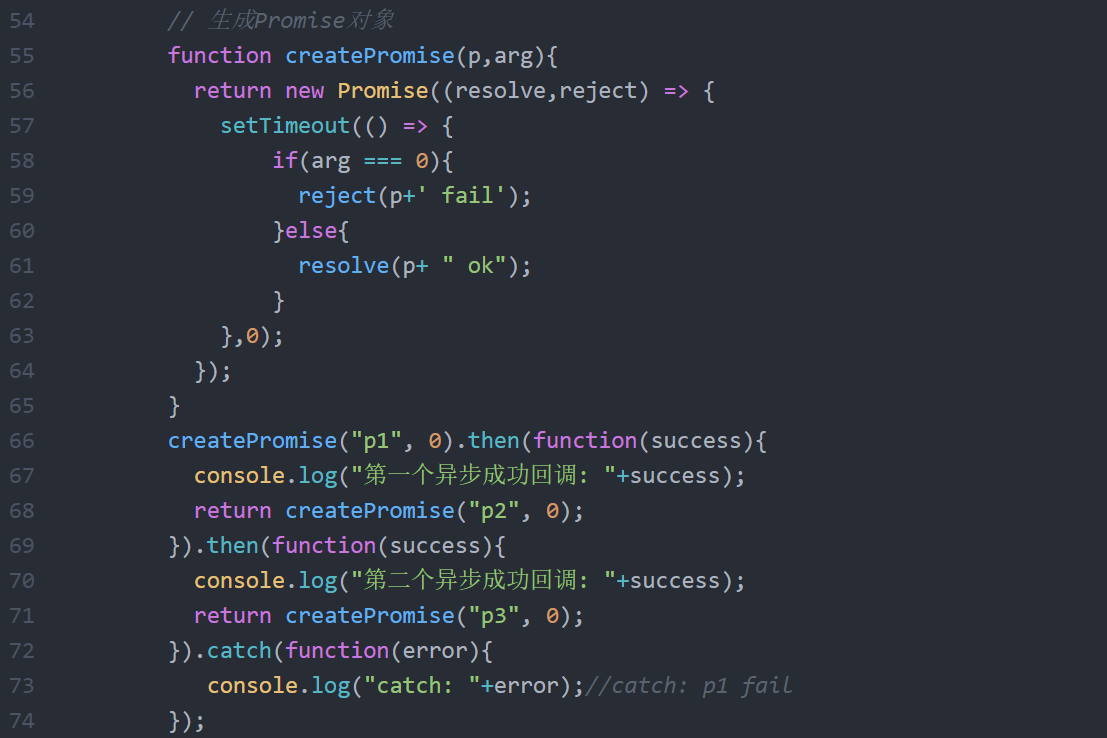 54 // 生成Promise对象
55 function createPromise(p,arg){
56 return new Promise((resolve,reject) => {
57 setTimeout(() => {
58 if(arg === 0){
59 reject(p+' fail');
60 }else{
61 resolve(p+ " ok");
62 }
63 },0);
64 });
65 }
66 createPromise("p1", 0).then(function(success){
67 console.log("第一个异步成功回调: "+success);
68 return createPromise("p2", 0);
69 }).then(function(success){
70 console.log("第二个异步成功回调: "+success);
71 return createPromise("p3", 0);
72 }).catch(function(error){
73 console.log("catch: "+error);//catch: p1 fail
74 });